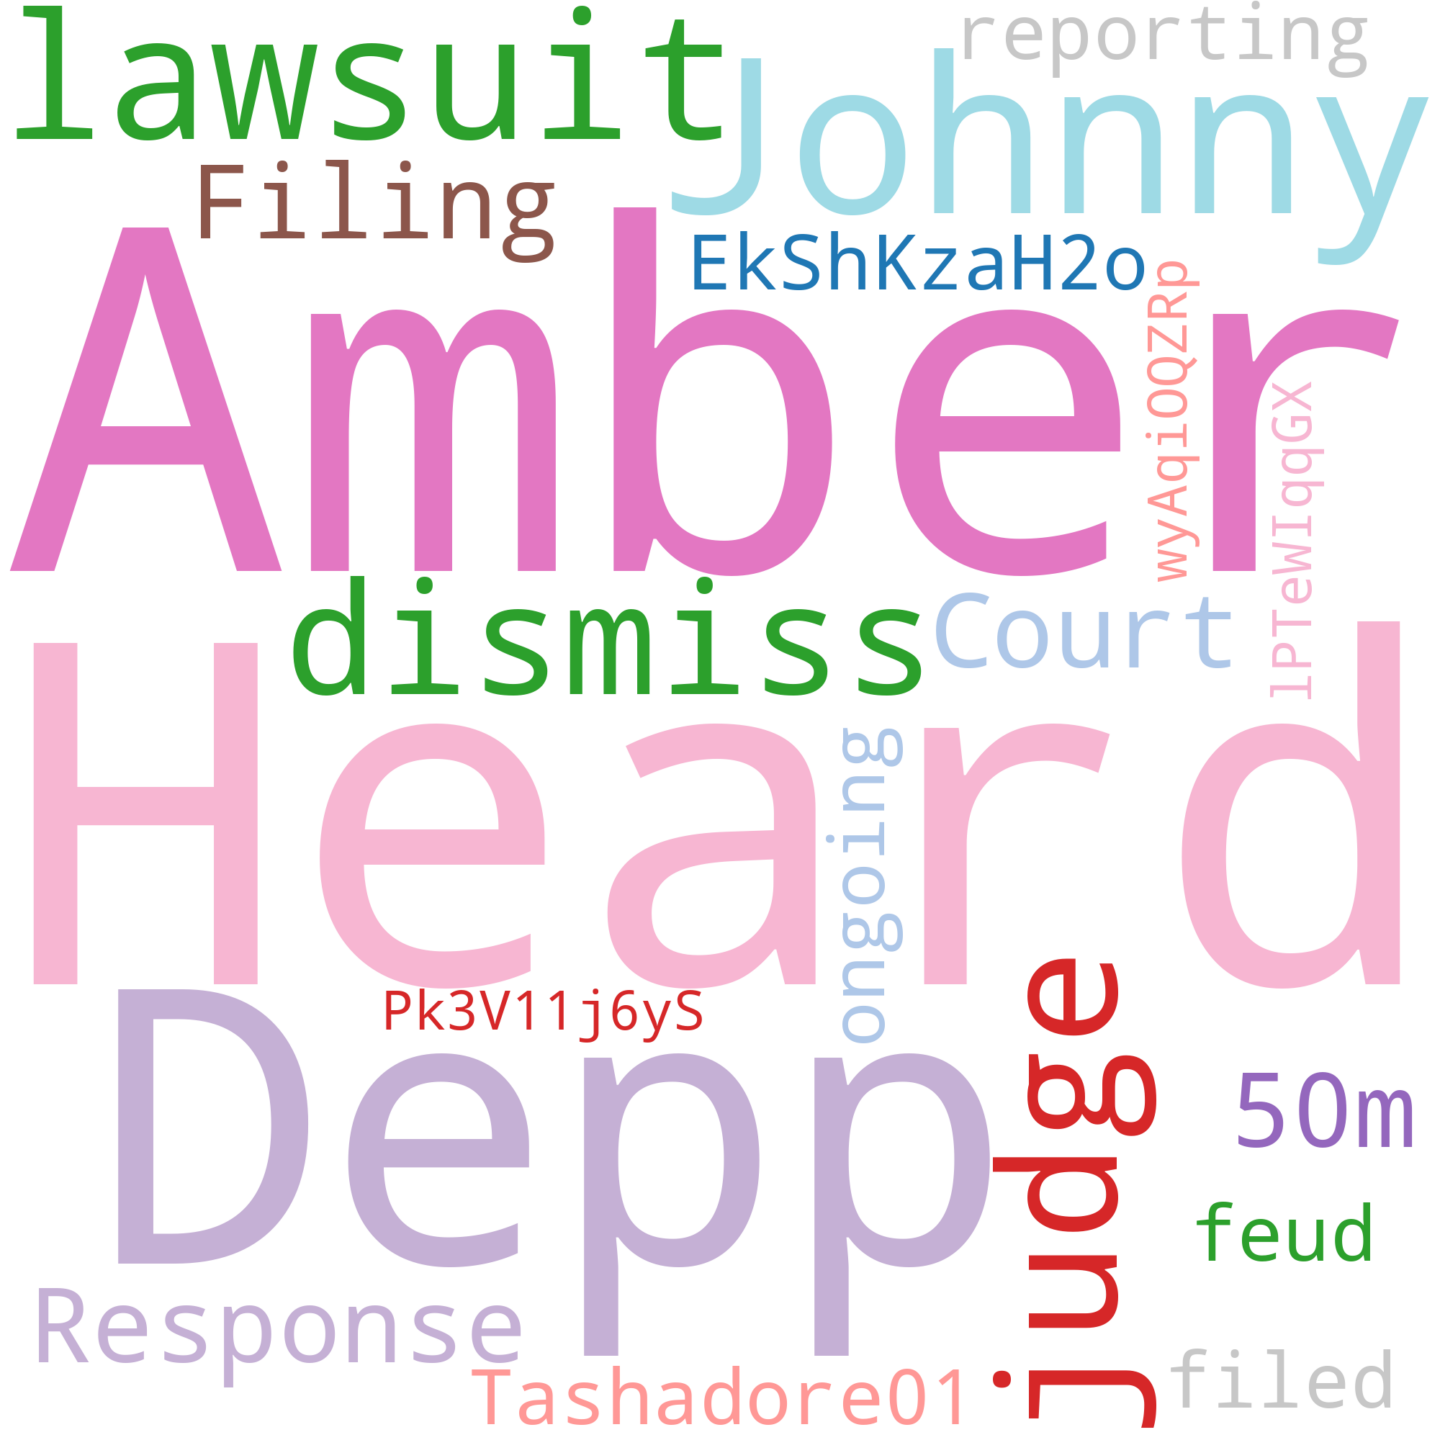 lawsuit
reporting
Johnny
Filing
EkShKzaH2o
Amber
wyAqiOQZRp
lPTeWIqqGX
dismiss
Court
Heard
ongoing
Pk3V11j6yS
Depp
judge
50m
feud
Response
filed
Tashadore01